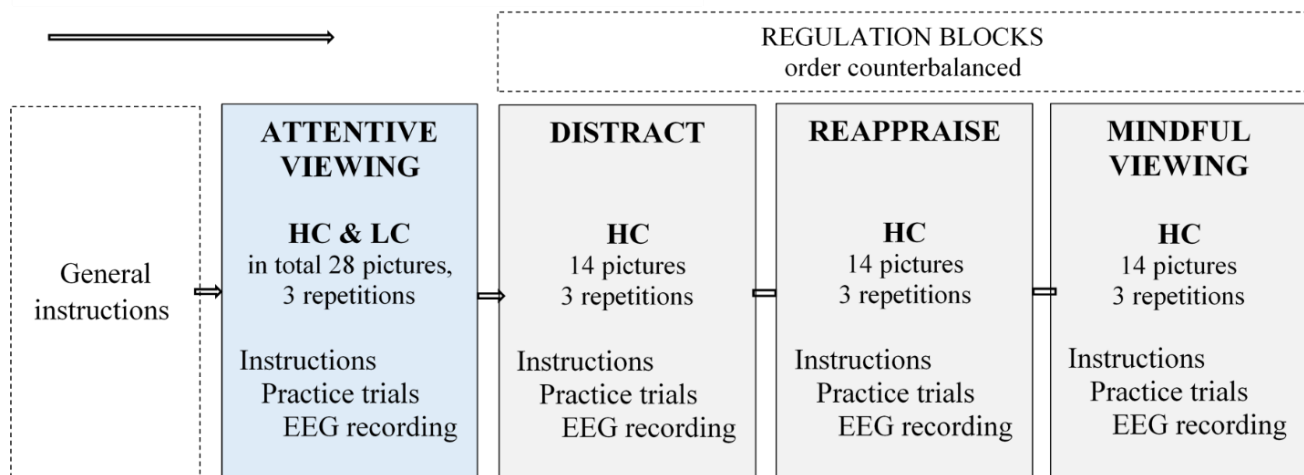 REGULATION BLOCKS
order counterbalanced
General
instructions
ATTENTIVE
VIEWING
HC & LC
in total 28 pictures,
3 repetitions
Instructions
Practice trials
EEG recording
DISTRACT
HC
14 pictures
3 repetitions
Instructions
Practice trials
EEG recording
REAPPRAISE
HC
14 pictures
3 repetitions
Instructions
Practice trials
EEG recording
MINDFUL
VIEWING
HC
14 pictures
3 repetitions
Instructions
Practice trials
EEG recording